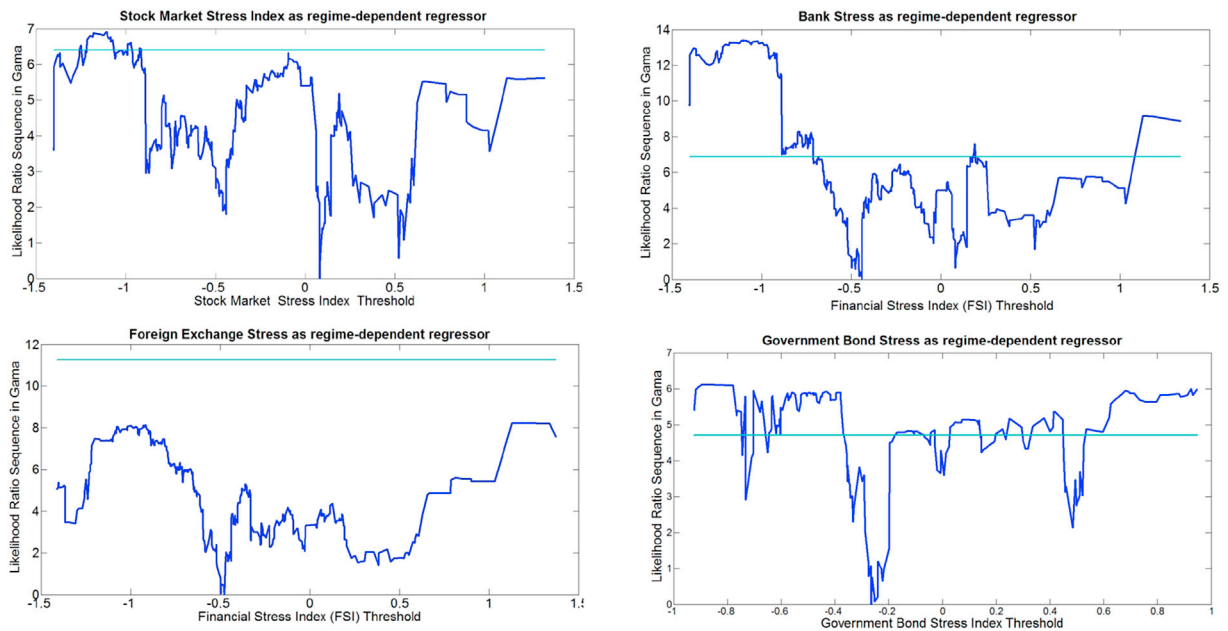 Stock Market Stress Index as regime-dependent regressor
Likelihood Ratio Sequence in Gama
7
6
5
4
3
2
1
0
-1.5 -1 -0.5 0 0.5 1 1.5
Stock Market Stress Index Threshold
Bank Stress as regime-dependent regressor
Likelihood Ratio Sequence in Gama
14
12
10
8
6
4
2
0
-1.5 -1 -0.5 0 0.5 1 1.5
Financial Stress Index (FSI) Threshold
Foreign Exchange Stress as regime-dependent regressor
Likelihood Ratio Sequence in Gama
12
10
8
6
4
2
0
-1.5 -1 -0.5 0 0.5 1 1.5
Financial Stress Index (FSI) Threshold
Government Bond Stress as regime-dependent regressor
Likelihood Ratio Sequence in Gama
7
6
5
4
3
2
1
0
-1 -0.8 -0.6 -0.4 -0.2 0 0.2 0.4 0.6 0.8 1
Government Bond Stress Index Threshold